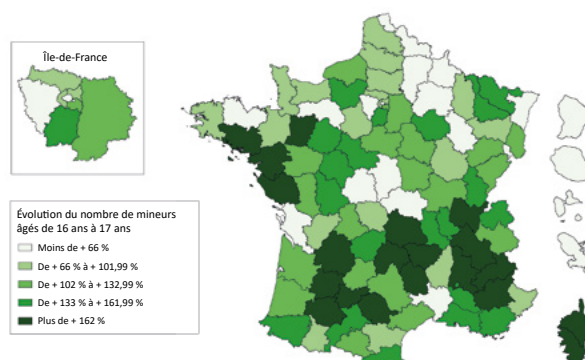 Île-de-France
Évolution du nombre de mineurs
âgés de 16 ans à 17 ans
Moins de + 66 %
De + 66 % à + 101,99 %
De + 102 % à + 132,99 %
De + 133 % à + 161,99 %
Plus de + 162 %